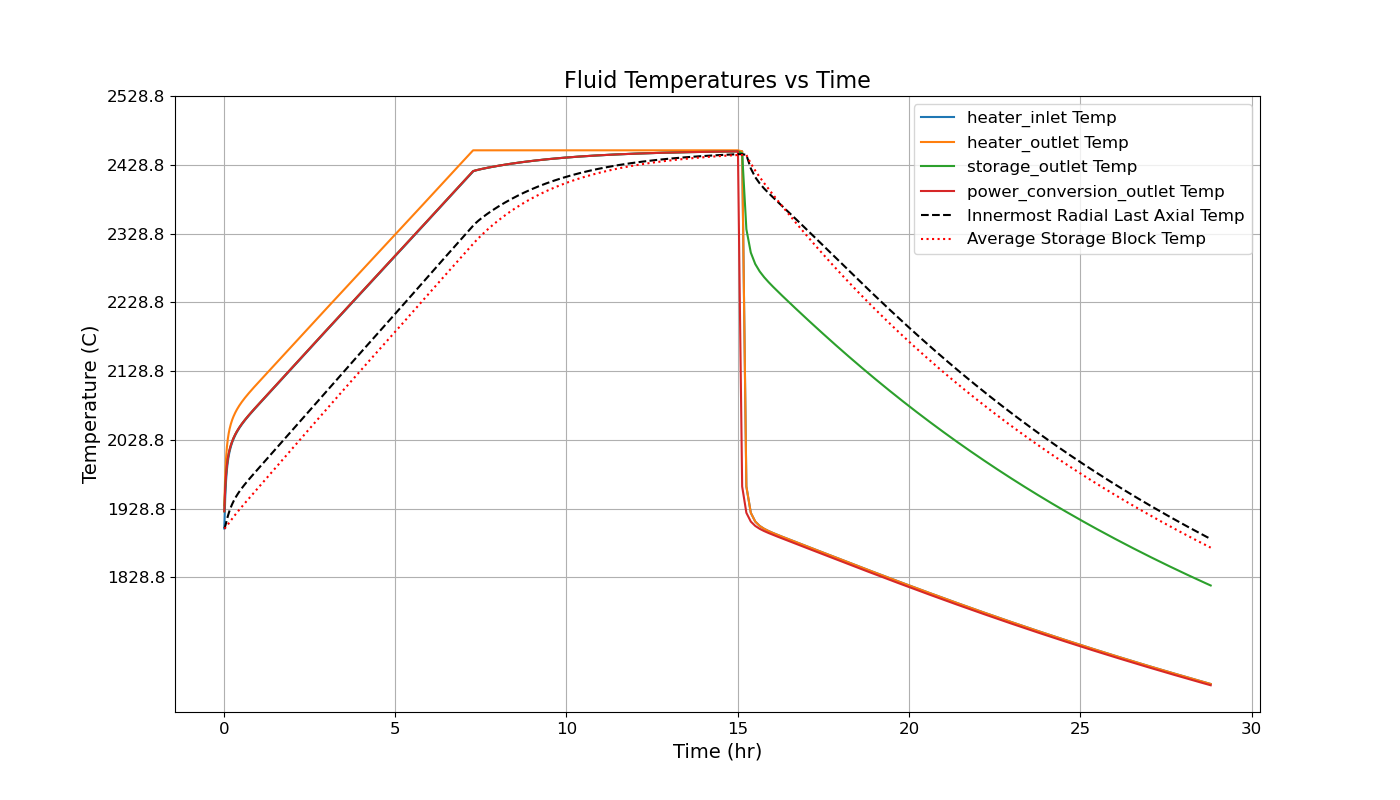 Fluid Temperatures vs Time
2528.8
2428.8
2328.8
2228.8
2128.8
2028.8
1928.8
1828.8
Temperature (C)
heater_inlet Temp
heater_outlet Temp
storage_outlet Temp
power_conversion_outlet Temp
Innermost Radial Last Axial Temp
Average Storage Block Temp
0 5 10 15 20 25 30
Time (hr)